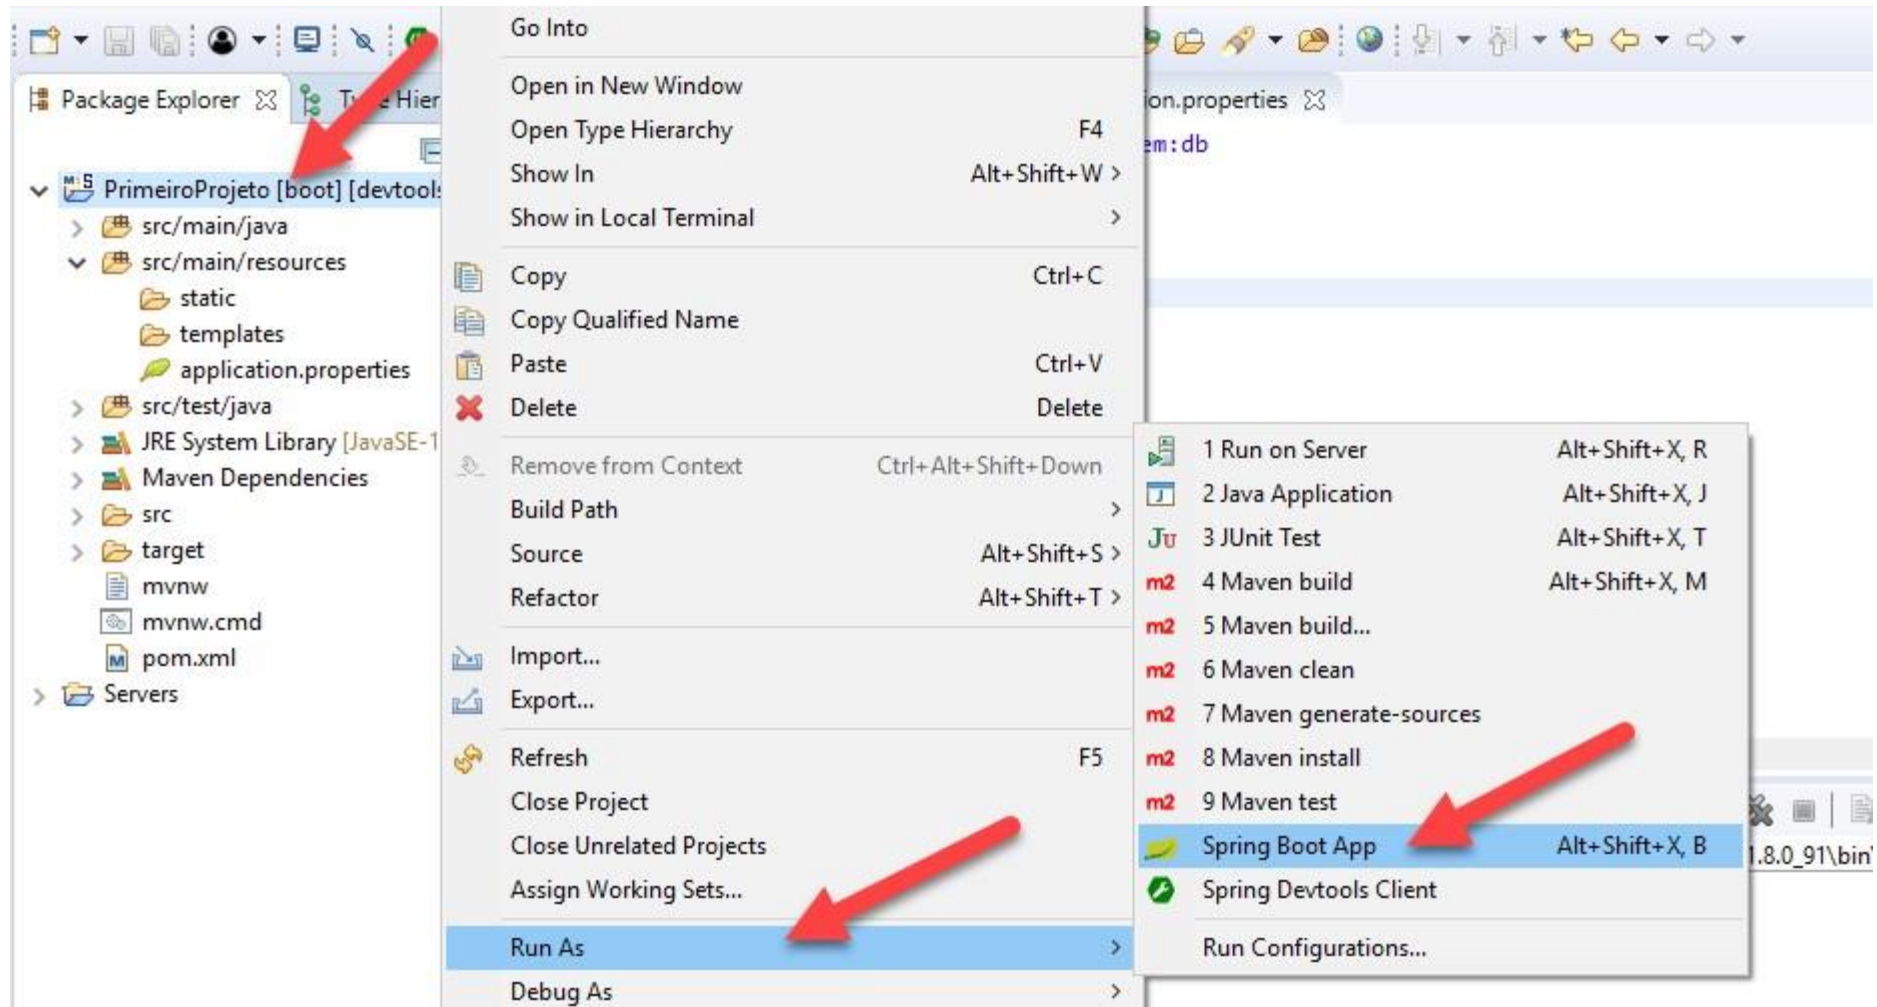 Package Explorer
PrimeiroProjeto [boot] [devtools
src/main/java
src/main/resources
static
templates
application.properties
src/test/java
JRE System Library [JavaSE-1
Maven Dependencies
src
target
mvnw
mvnw.cmd
pom.xml
Servers
Go Into
Open in New Window
Open Type Hierarchy F4
Show In Alt+Shift+W >
Show in Local Terminal >
Copy Ctrl+C
Copy Qualified Name
Paste Ctrl+V
Delete Delete
Remove from Context Ctrl+Alt+Shift+Down
Build Path >
Source Alt+Shift+S >
Refactor Alt+Shift+T >
Import...
Export...
Refresh F5
Close Project
Close Unrelated Projects
Assign Working Sets...
Run As >
Debug As >
ion.properties
em:db
1 Run on Server Alt+Shift+X, R
2 Java Application Alt+Shift+X, J
3 JUnit Test Alt+Shift+X, T
4 Maven build Alt+Shift+X, M
5 Maven build...
6 Maven clean
7 Maven generate-sources
8 Maven install
9 Maven test
Spring Boot App Alt+Shift+X, B
Spring Devtools Client
Run Configurations...
1.8.0_91\bin\